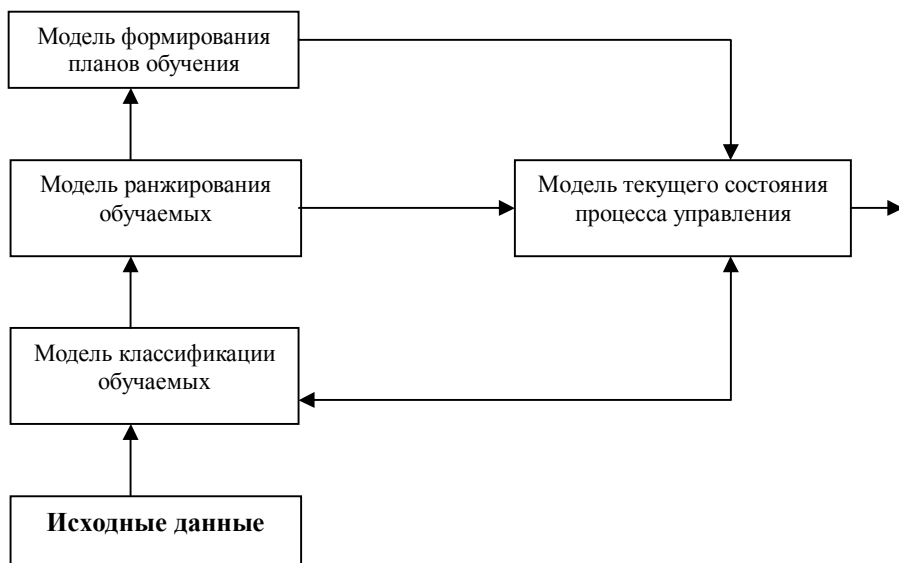 Модель формирования
планов обучения
Модель ранжирования
обучаемых
Модель текущего состояния
процесса управления
Модель классификации
обучаемых
Исходные данные